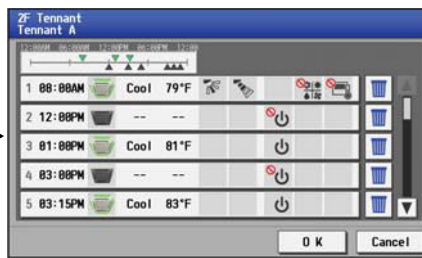 2F Tennant
Tennant A
12:00AM 06:00AM 12:00PM 06:00PM 12:00
1 08:00AM Cool 79°F
2 12:00PM -- --
3 01:00PM Cool 81°F
4 03:00PM -- --
5 03:15PM Cool 83°F
OK Cancel